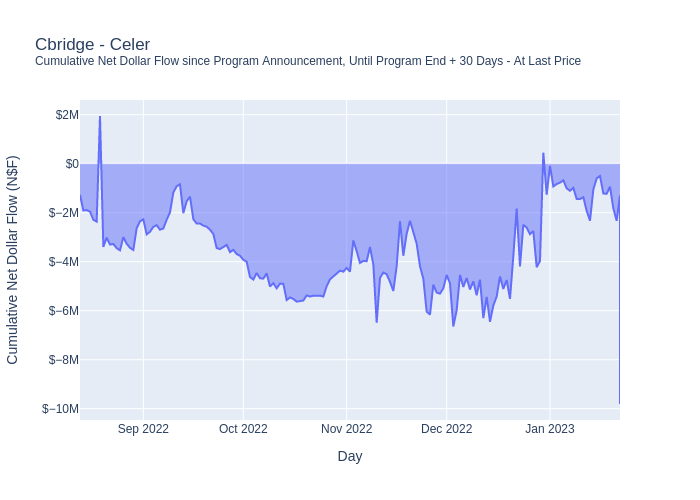 Cbridge - Celer
Cumulative Net Dollar Flow since Program Announcement, Until Program End + 30 Days - At Last Price
Cumulative Net Dollar Flow (N$F)
$2M
$0
$−2M
$−4M
$−6M
$−8M
$−10M
Sep 2022
Oct 2022
Nov 2022
Dec 2022
Jan 2023
Day